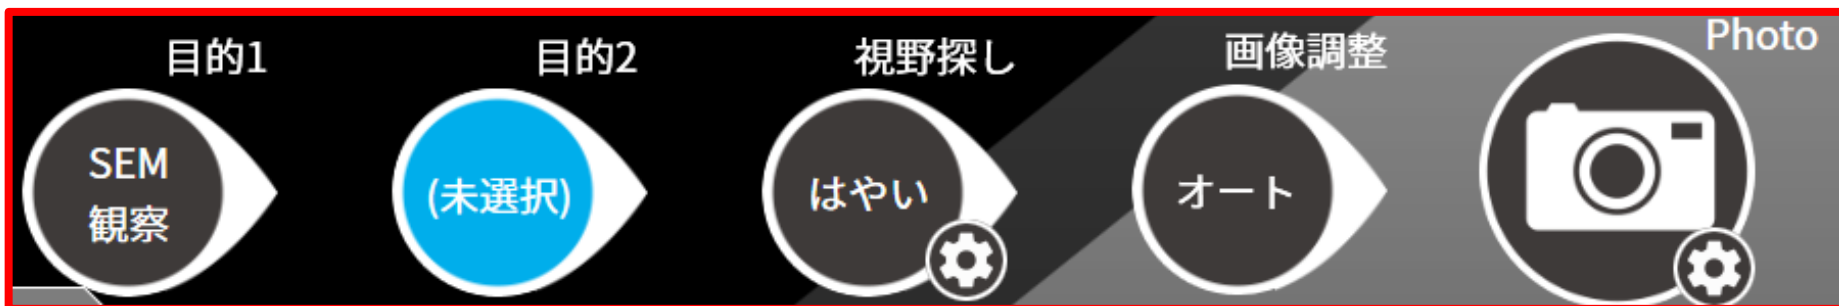 目的1
目的2
視野探し
画像調整
Photo
SEM
観察
(未選択)
はやい
オート